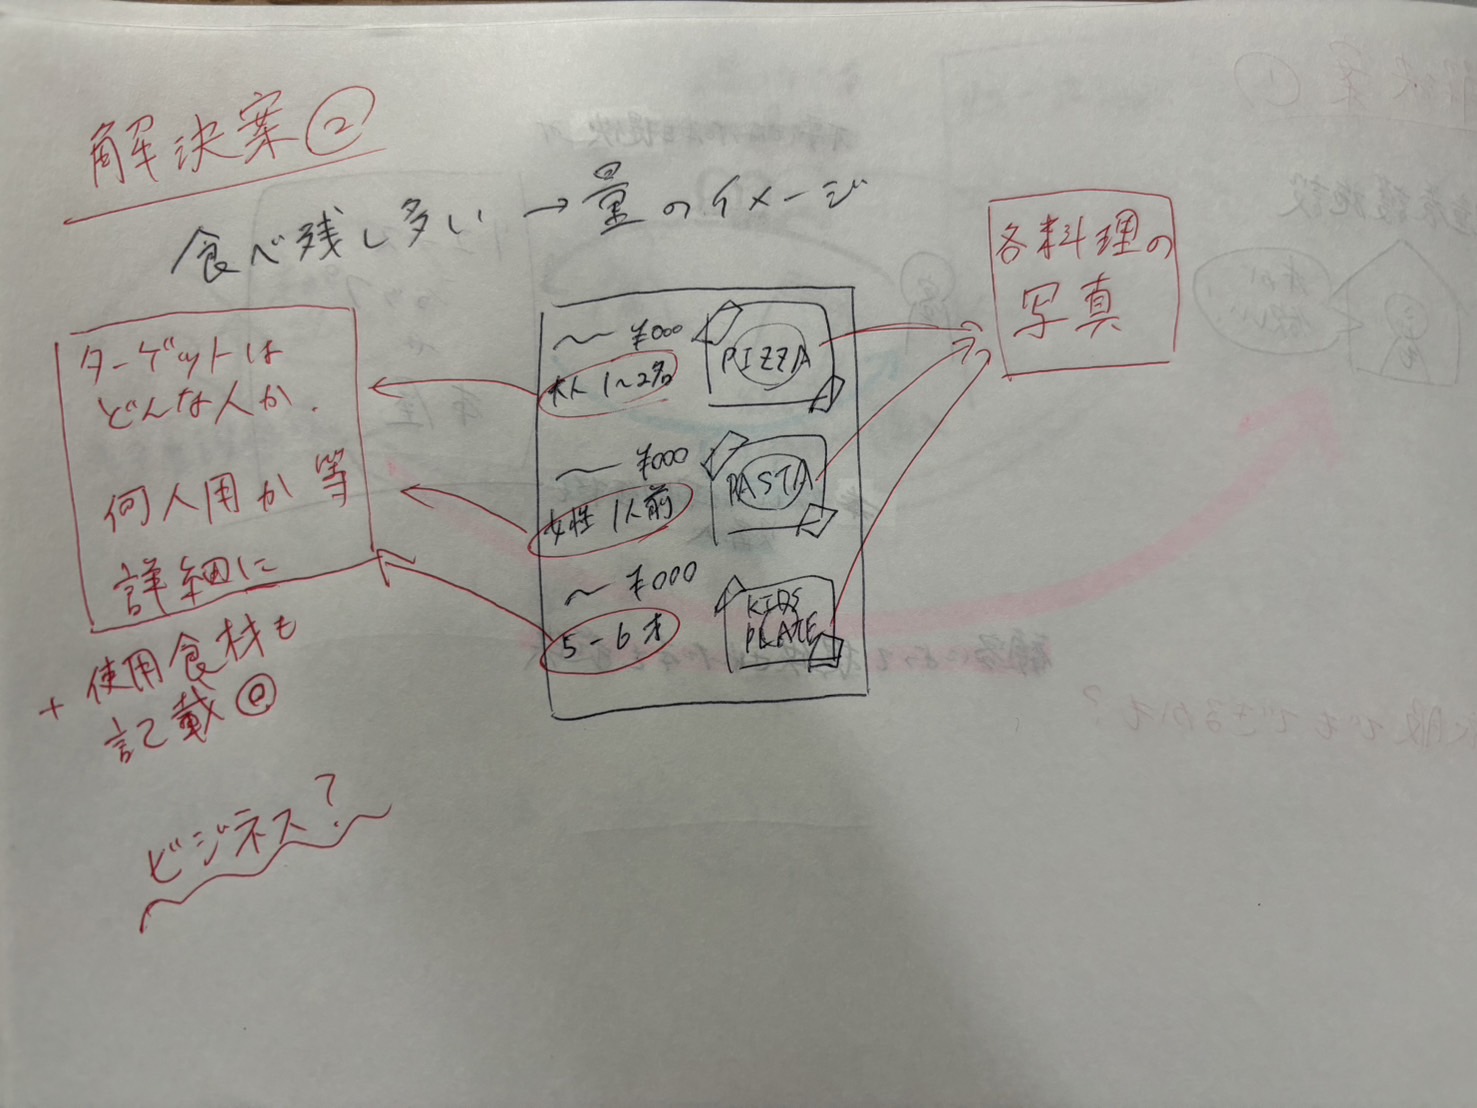 解決案②
食べ残し多い → 量のイメージ
各料理の
写真
ターゲットは
どんな人か.
何人用か 等
詳細に
+ 使用食材も
記載@
ビジネス?
〜 ¥000
大人 1〜2名
PIZZA
〜 ¥000
女性 1人前
PASTA
〜 ¥000
5-6才
KIDS
PLATE